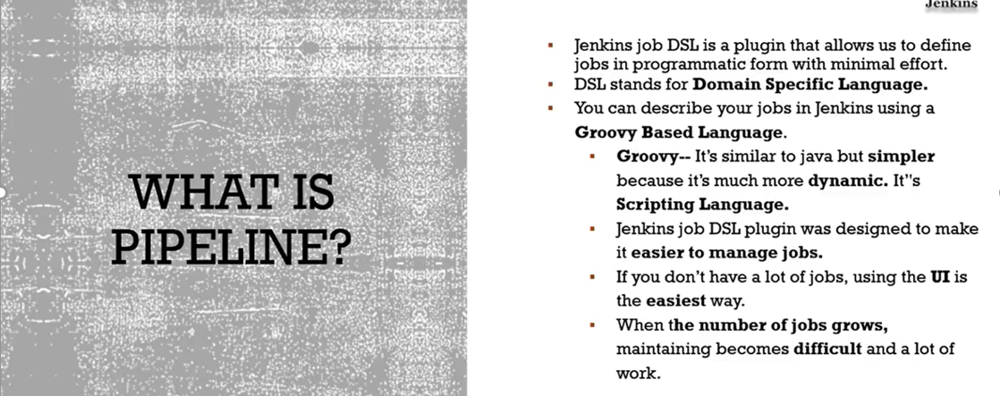 WHAT IS
PIPELINE?
Jenkins
Jenkins job DSL is a plugin that allows us to define
jobs in programmatic form with minimal effort.
DSL stands for Domain Specific Language.
You can describe your jobs in Jenkins using a
Groovy Based Language.
Groovy-- It's similar to java but simpler
because it's much more dynamic. It"s
Scripting Language.
Jenkins job DSL plugin was designed to make
it easier to manage jobs.
If you don't have a lot of jobs, using the UI is
the easiest way.
When the number of jobs grows,
maintaining becomes difficult and a lot of
work.